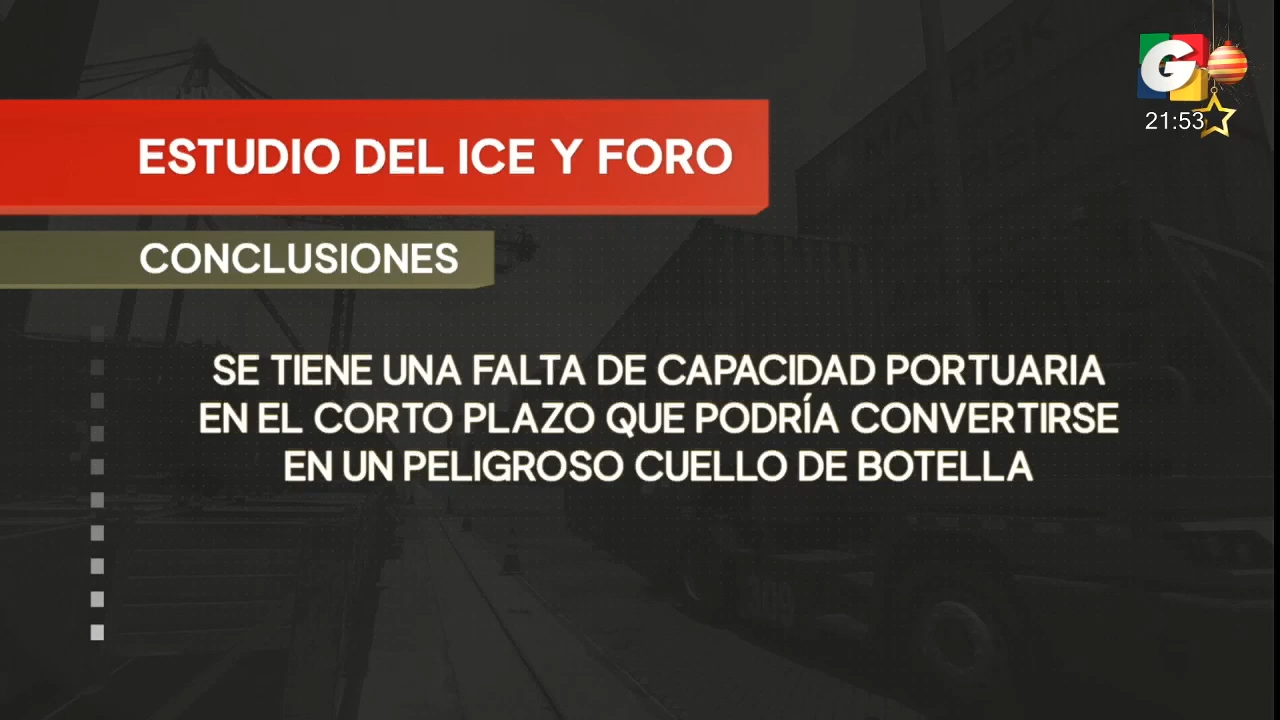 G
21:53
ESTUDIO DEL ICE Y FORO
CONCLUSIONES
SE TIENE UNA FALTA DE CAPACIDAD PORTUARIA
EN EL CORTO PLAZO QUE PODRÍA CONVERTIRSE
EN UN PELIGROSO CUELLO DE BOTELLA